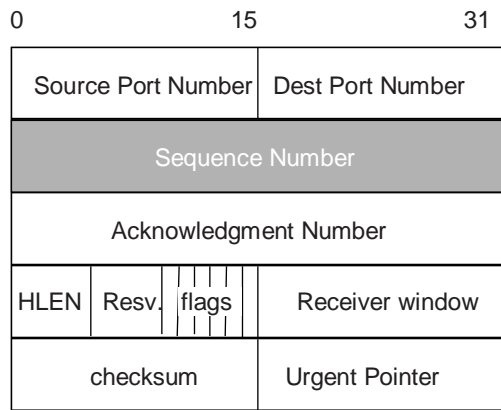 0 15 31
Source Port Number Dest Port Number
Sequence Number
Acknowledgment Number
HLEN Resv. flags Receiver window
checksum Urgent Pointer